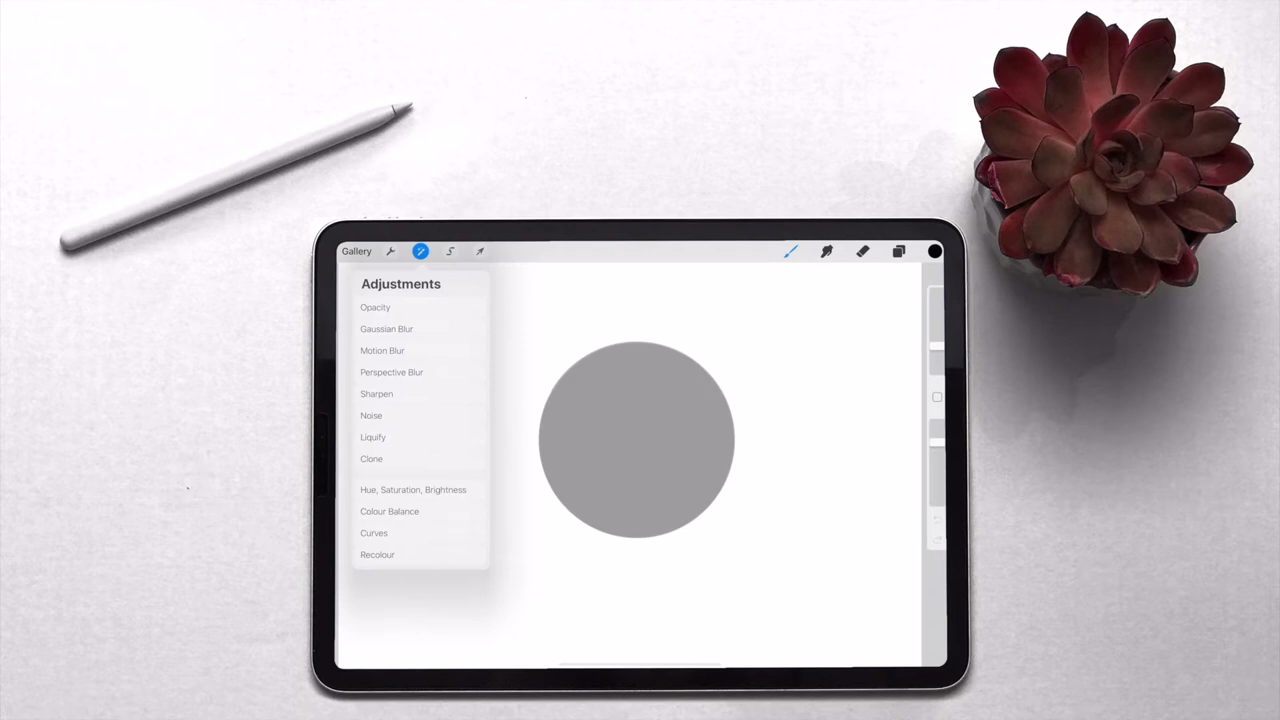 Gallery
Adjustments
Opacity
Gaussian Blur
Motion Blur
Perspective Blur
Sharpen
Noise
Liquify
Clone
Hue, Saturation, Brightness
Colour Balance
Curves
Recolour